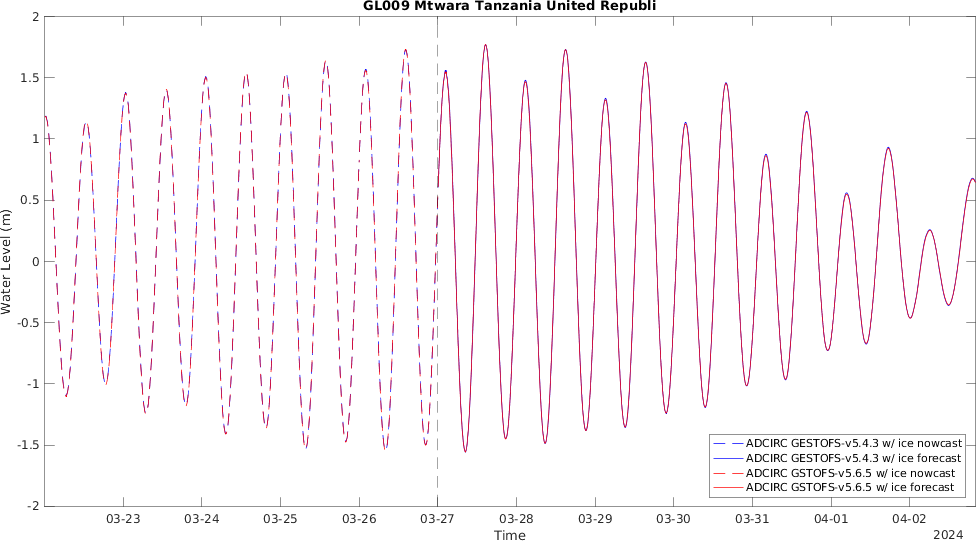 GL009 Mtwara Tanzania United Republi
2
1.5
1
0.5
0
-0.5
-1
-1.5
-2
Water Level (m)
ADCIRC GESTOFS-v5.4.3 w/ ice nowcast
ADCIRC GESTOFS-v5.4.3 w/ ice forecast
ADCIRC GSTOFS-v5.6.5 w/ ice nowcast
ADCIRC GSTOFS-v5.6.5 w/ ice forecast
03-23 03-24 03-25 03-26 03-27 03-28 03-29 03-30 03-31 04-01 04-02
Time
2024